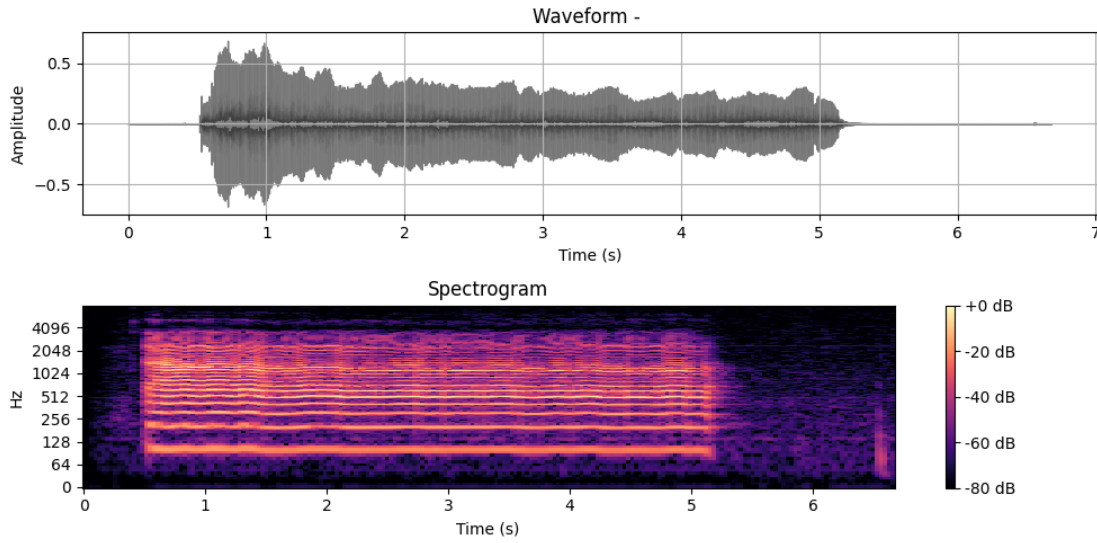 Waveform -
0.5
0.0
−0.5
Amplitude
0 1 2 3 4 5 6 7
Time (s)
Spectrogram
4096
2048
1024
512
256
128
64
0
Hz
0 1 2 3 4 5 6
Time (s)
+0 dB
-20 dB
-40 dB
-60 dB
-80 dB